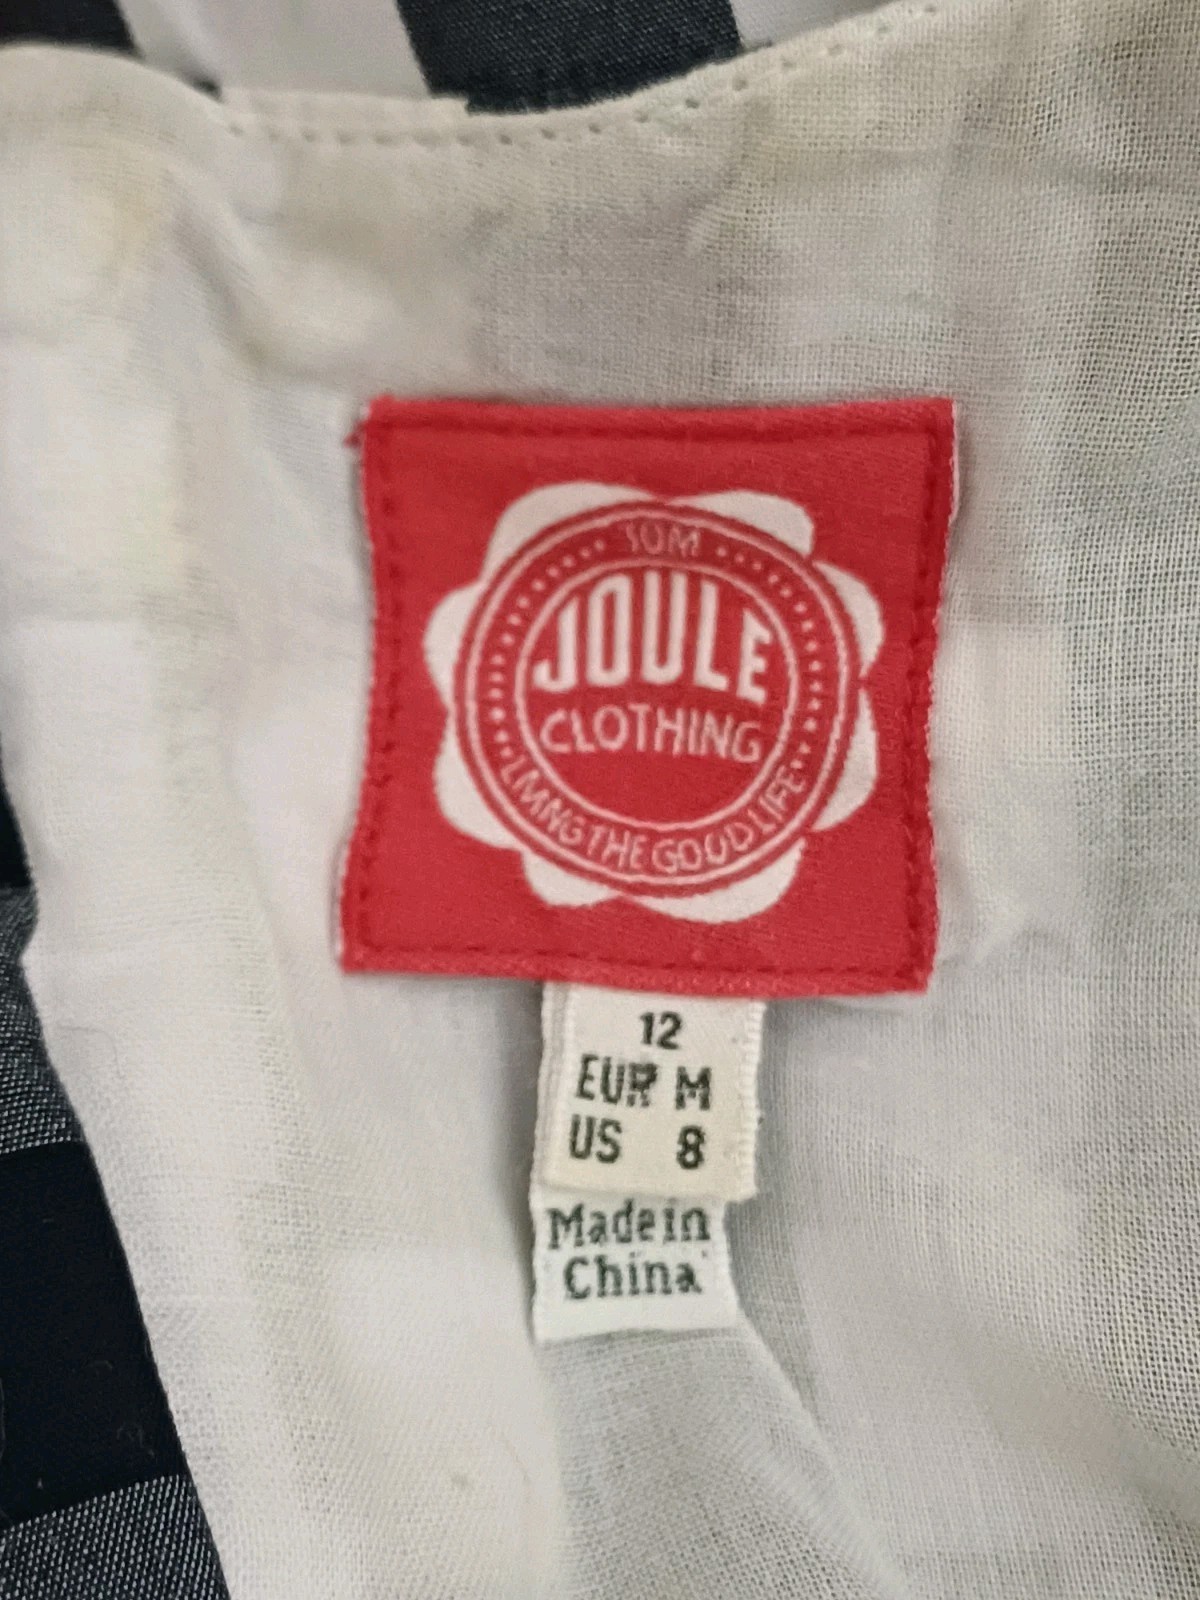 TOM
JOULE
CLOTHING
LIVING THE GOOD LIFE
12
EUR M
US 8
Made in
China